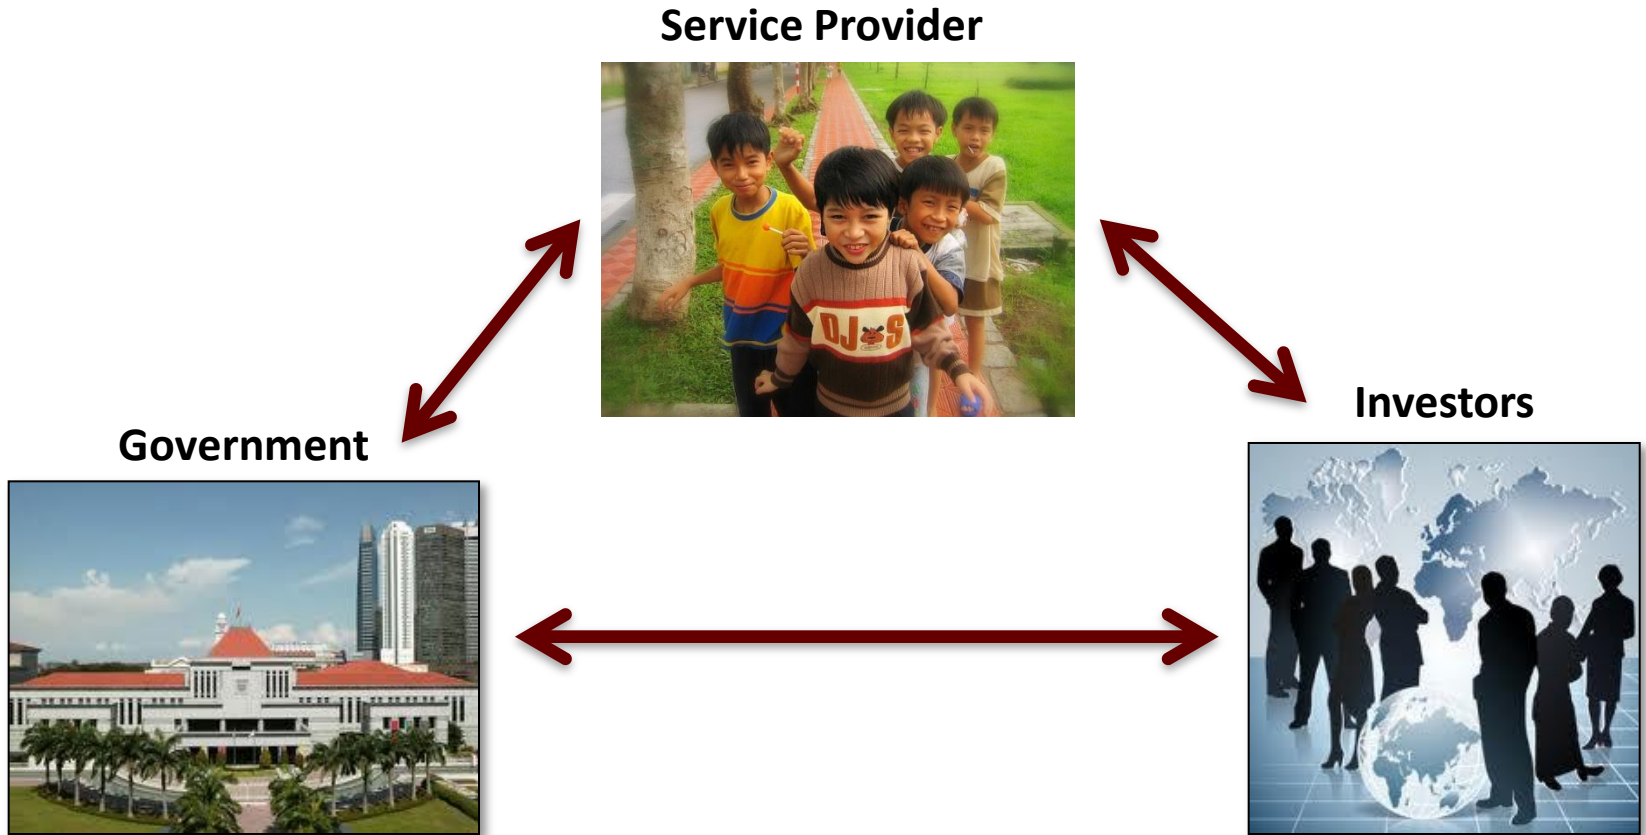 Service Provider
DJ S
Investors
Government